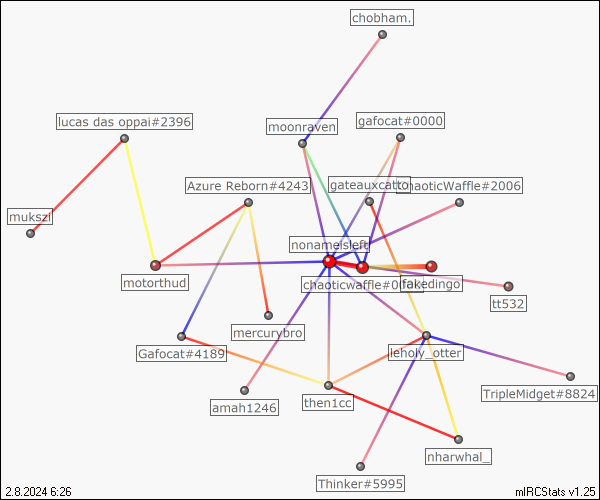 chobham.
lucas das oppai#2396
moonraven
gafocat#0000
Azure Reborn#4243
gateauxcatto
chaoticWaffle#2006
mukszi
nonameisleft
motorthud
chaoticwaffle#0
fakedingo
tt532
mercurybro
Gafocat#4189
leholy_otter
TripleMidget#8824
amah1246
then1cc
nharwhal_
Thinker#5995
2.8.2024 6:26
mIRCStats v1.25